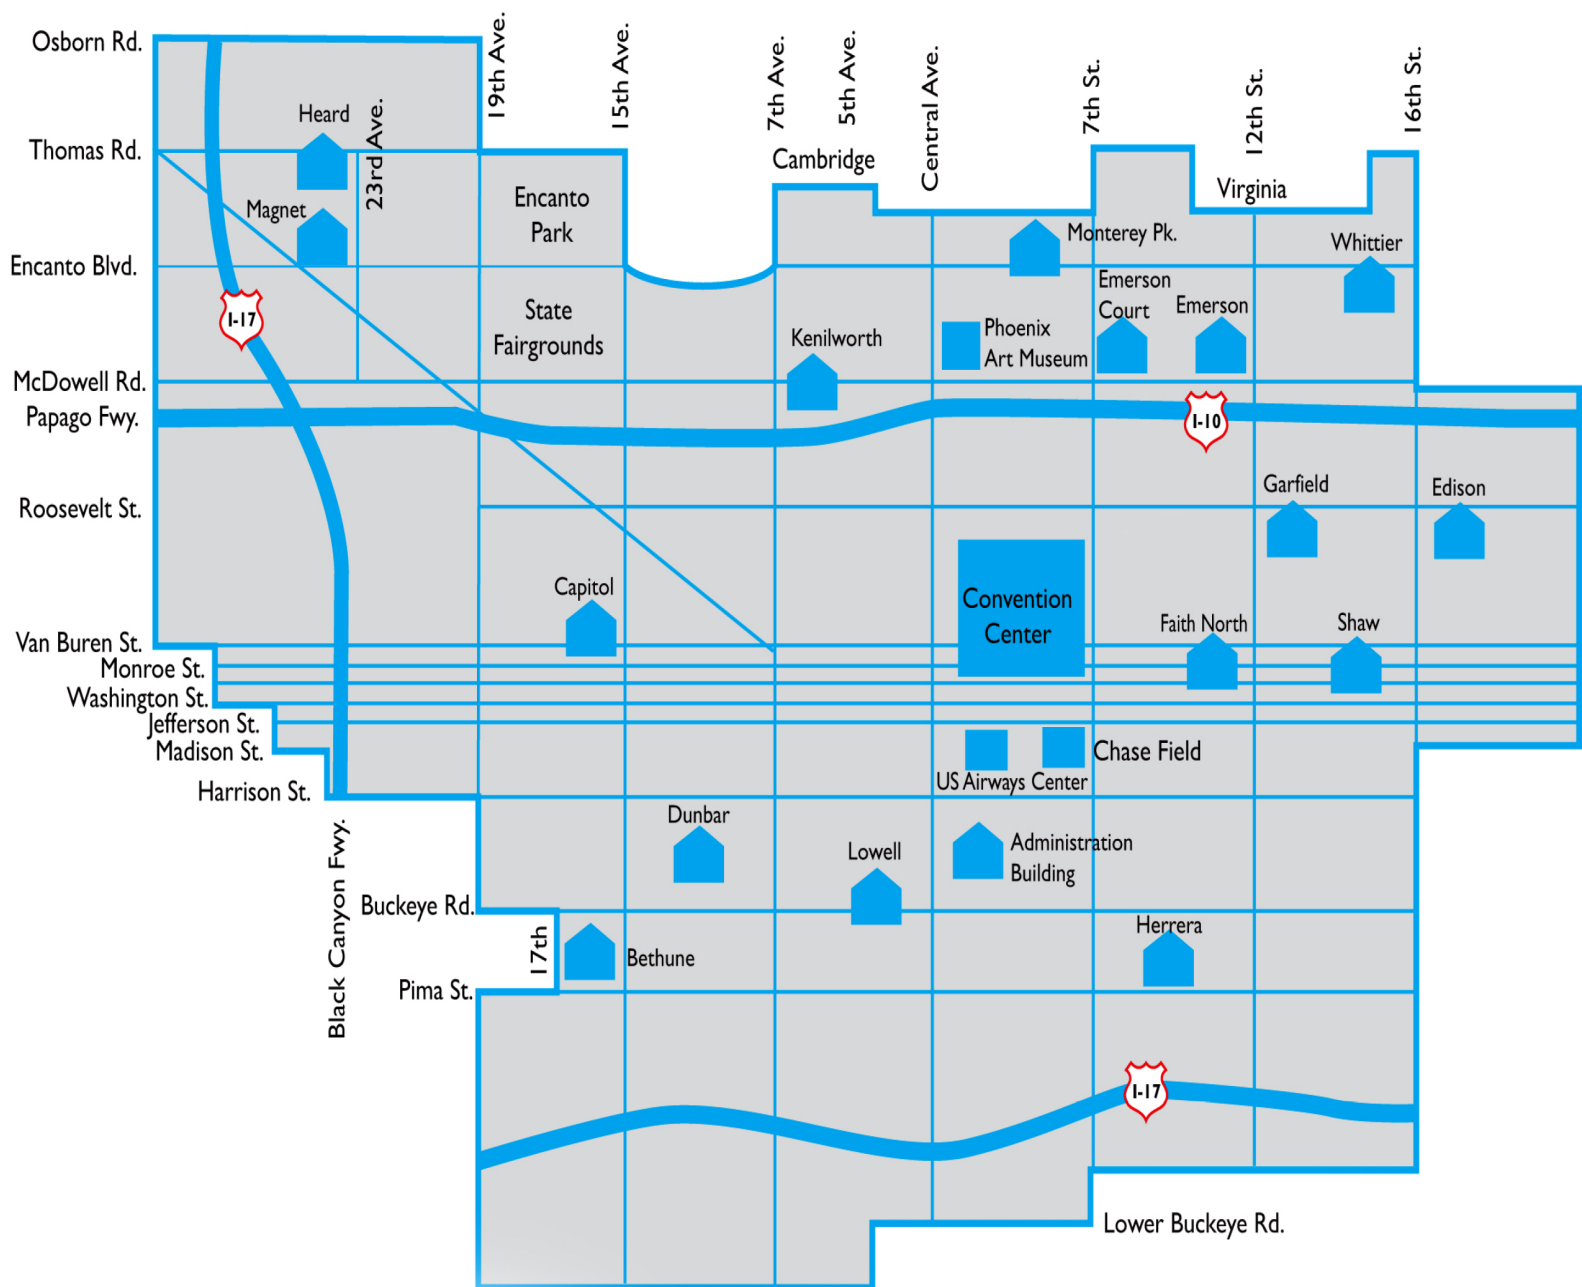 Osborn Rd.
19th Ave.
15th Ave.
7th Ave.
5th Ave.
Central Ave.
7th St.
12th St.
16th St.
Heard
23rd Ave.
Thomas Rd.
Cambridge
Virginia
Encanto
Park
Magnet
Monterey Pk.
Whittier
Encanto Blvd.
Emerson
Court
Emerson
State
Fairgrounds
I-17
Kenilworth
Phoenix
Art Museum
McDowell Rd.
Papago Fwy.
I-10
Garfield
Edison
Roosevelt St.
Capitol
Convention
Center
Faith North
Shaw
Van Buren St.
Monroe St.
Washington St.
Jefferson St.
Madison St.
Chase Field
US Airways Center
Harrison St.
Dunbar
Lowell
Administration
Building
Black Canyon Fwy.
Buckeye Rd.
17th
Bethune
Herrera
Pima St.
I-17
Lower Buckeye Rd.